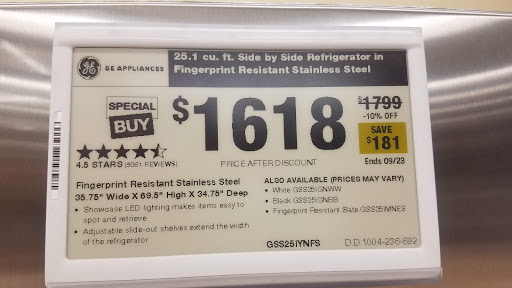 GE APPLIANCES
25.1 cu. ft. Side by Side Refrigerator in
Fingerprint Resistant Stainless Steel
SPECIAL
BUY
$1618
$1799
-10% OFF
SAVE
$181
Ends 09/23
4.5 STARS (5061 REVIEWS)
PRICE AFTER DISCOUNT
Fingerprint Resistant Stainless Steel
35.75" Wide X 69.5" High X 34.75" Deep
• Showcase LED lighting makes items easy to
spot and retrieve
• Adjustable slide-out shelves extend the width
of the refrigerator
ALSO AVAILABLE (PRICES MAY VARY)
• White GSS25IGNWW
• Black GSS25IGNBB
• Fingerprint Resistant Slate GSS25IMNES
GSS25IYNFS
D:D 1004-236-692